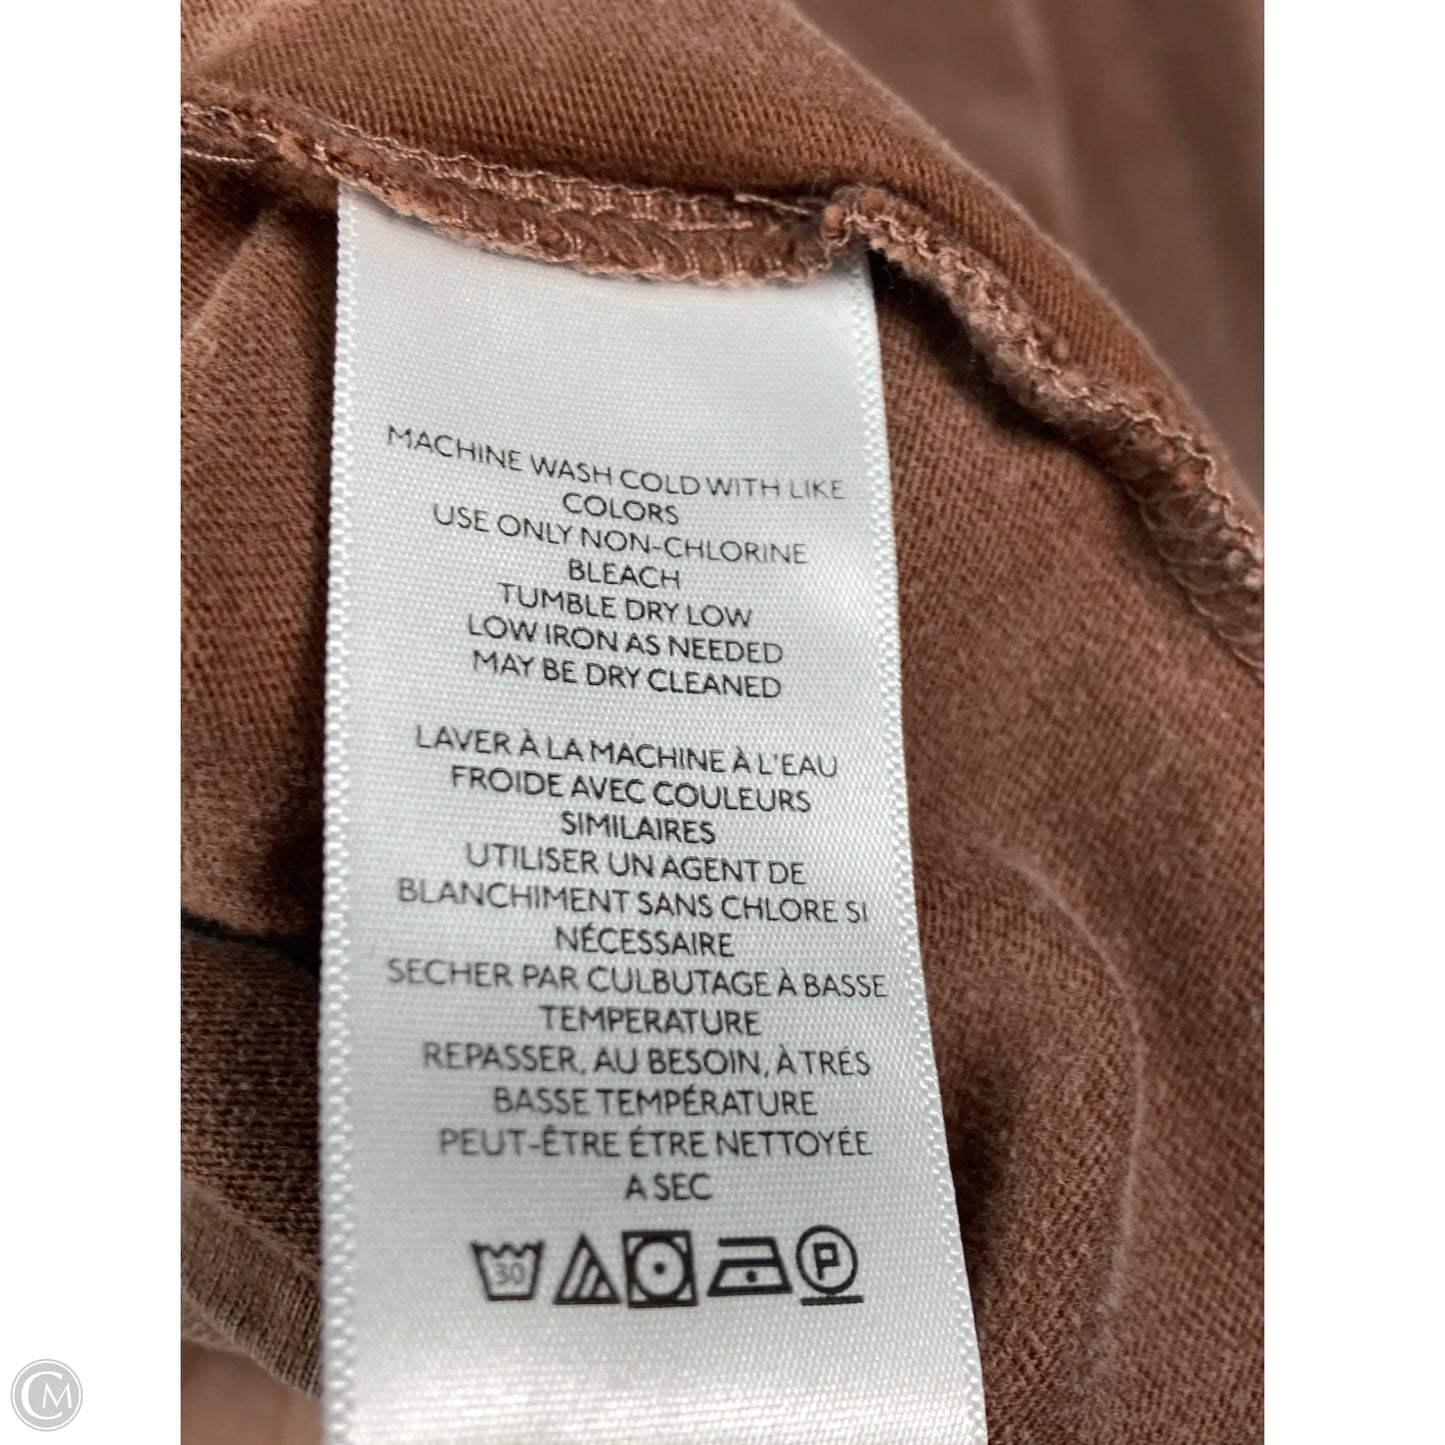 MACHINE WASH COLD WITH LIKE
COLORS
USE ONLY NON-CHLORINE
BLEACH
TUMBLE DRY LOW
LOW IRON AS NEEDED
MAY BE DRY CLEANED
LAVER À LA MACHINE À L'EAU
FROIDE AVEC COULEURS
SIMILAIRES
UTILISER UN AGENT DE
BLANCHIMENT SANS CHLORE SI
NÉCESSAIRE
SECHER PAR CULBUTAGE À BASSE
TEMPERATURE
REPASSER, AU BESOIN, À TRÉS
BASSE TEMPÉRATURE
PEUT-ÊTRE ÉTRE NETTOYÉE
A SEC
30 P
CM